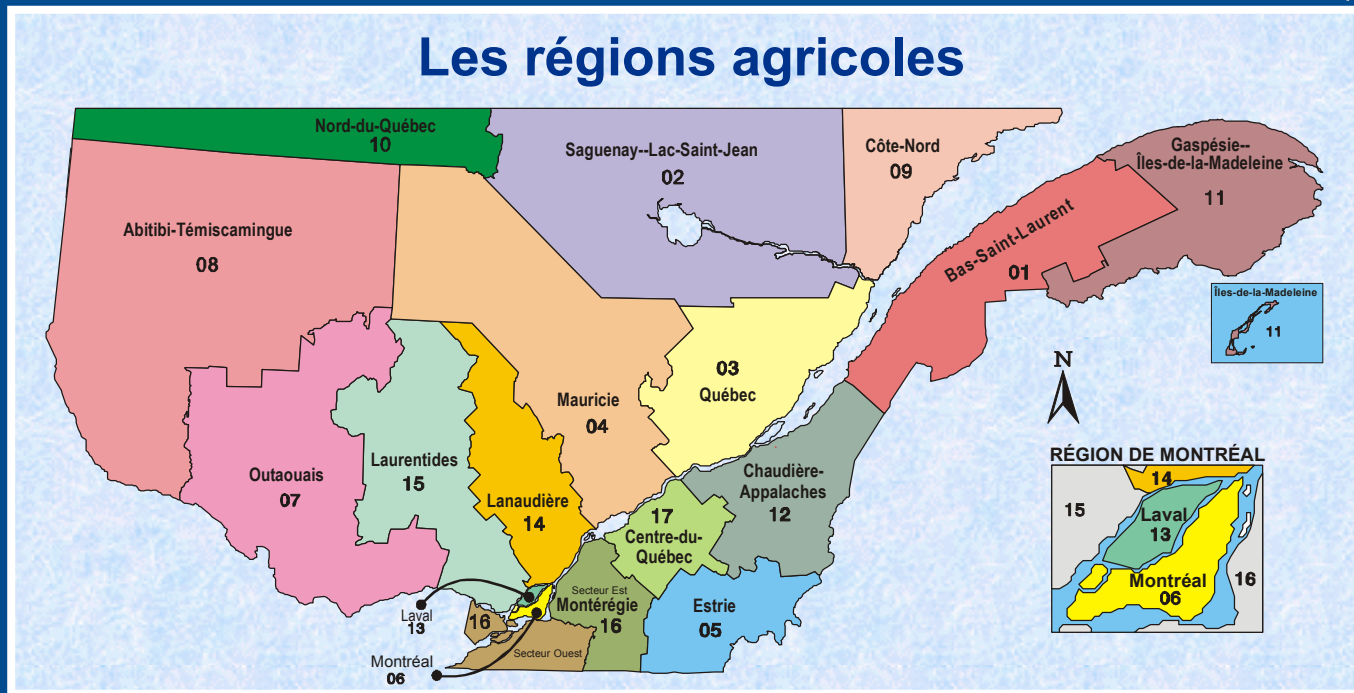 Les régions agricoles
Nord-du-Québec
10
Saguenay--Lac-Saint-Jean
02
Côte-Nord
09
Gaspésie--
Îles-de-la-Madeleine
11
Abitibi-Témiscamingue
08
Bas-Saint-Laurent
01
Îles-de-la-Madeleine
11
N
03
Québec
Mauricie
04
Outaouais
07
Laurentides
15
Lanaudière
14
Chaudière-
Appalaches
12
17
Centre-du-
Québec
Secteur Est
Montérégie
16
Estrie
05
16
Secteur Ouest
Laval
13
Montréal
06
RÉGION DE MONTRÉAL
14
15
Laval
13
Montréal
06
16